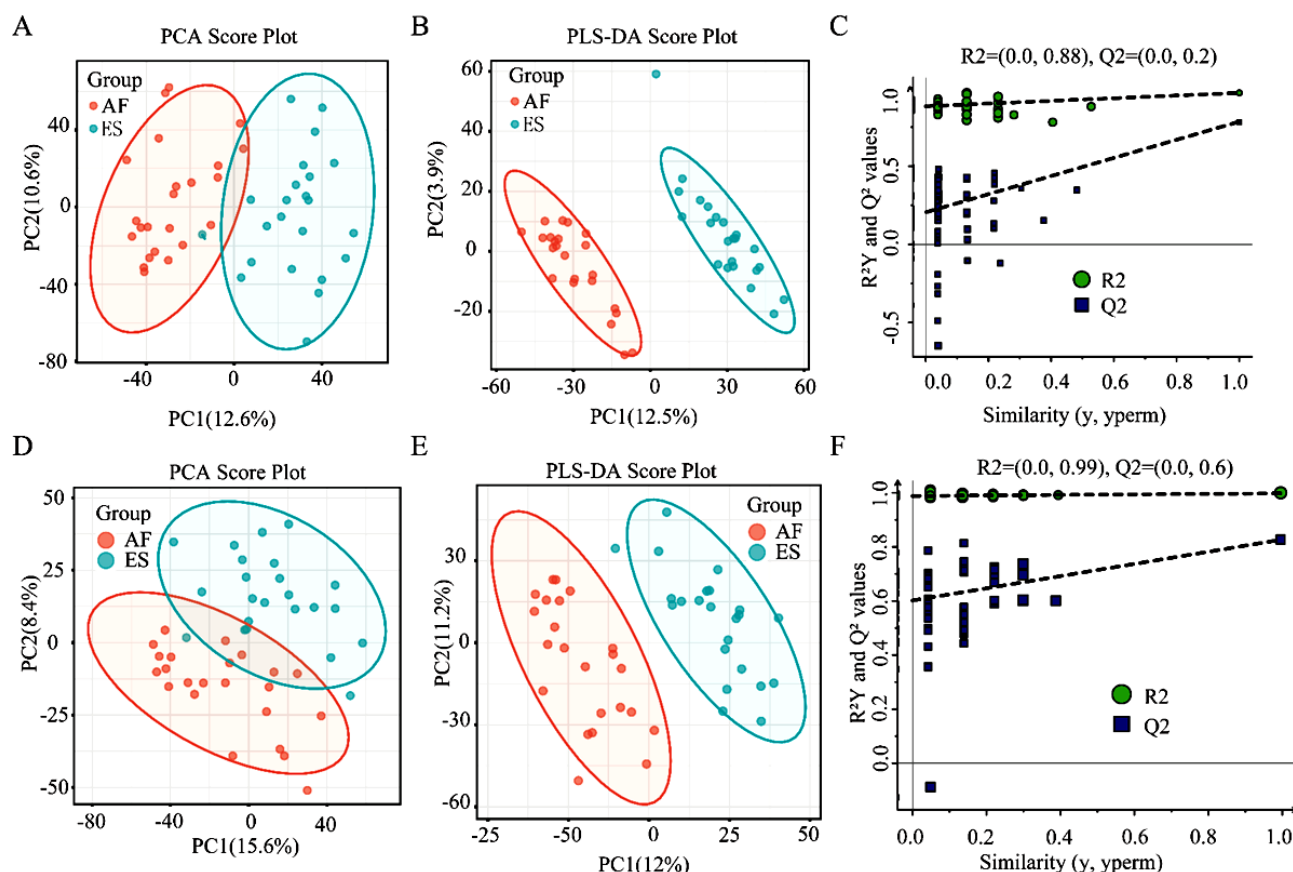 A
PCA Score Plot
Group
AF
ES
PC2(10.6%)
40
0
-40
-80
-40
0
40
PC1(12.6%)
B
PLS-DA Score Plot
Group
AF
ES
PC2(3.9%)
60
40
20
0
-20
-60
-30
0
30
60
PC1(12.5%)
C
R2=(0.0, 0.88), Q2=(0.0, 0.2)
R²Y and Q² values
1.0
0.5
0.0
-0.5
R2
Q2
0.0
0.2
0.4
0.6
0.8
1.0
Similarity (y, yperm)
D
PCA Score Plot
Group
AF
ES
PC2(8.4%)
50
25
0
-25
-50
-80
-40
0
40
PC1(15.6%)
E
PLS-DA Score Plot
Group
AF
ES
PC2(11.2%)
30
0
-30
-60
-25
-50
0
25
50
PC1(12%)
F
R2=(0.0, 0.99), Q2=(0.0, 0.6)
R²Y and Q² values
1.0
0.8
0.6
0.4
0.2
0.0
R2
Q2
0.0
0.2
0.4
0.6
0.8
1.0
Similarity (y, yperm)